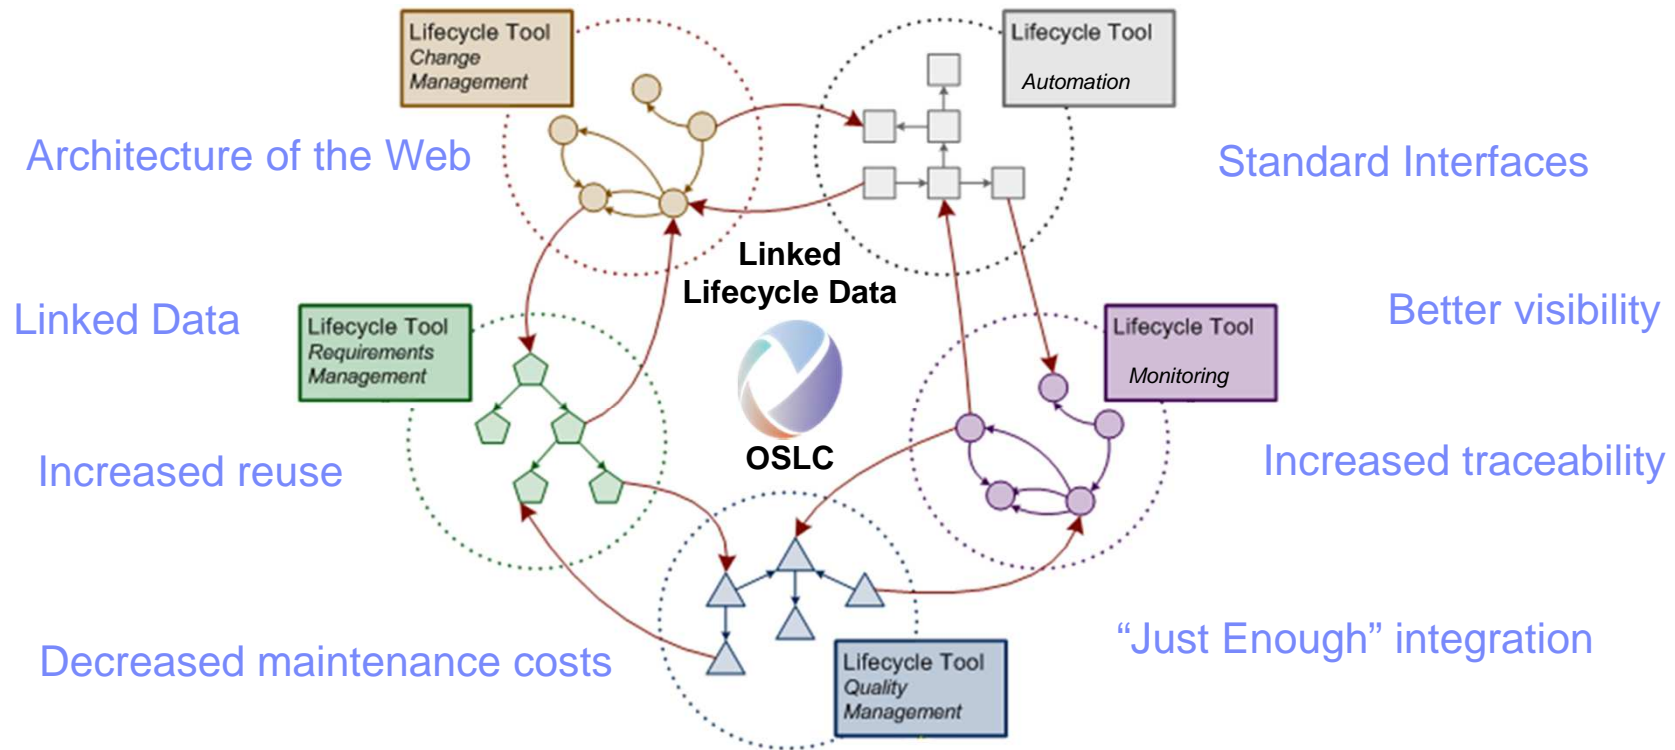 Lifecycle Tool
Change
Management
Lifecycle Tool
Automation
Architecture of the Web
Standard Interfaces
Linked
Lifecycle Data
Linked Data
Lifecycle Tool
Requirements
Management
Lifecycle Tool
Monitoring
Better visibility
OSLC
Increased reuse
Increased traceability
Decreased maintenance costs
Lifecycle Tool
Quality
Management
“Just Enough” integration